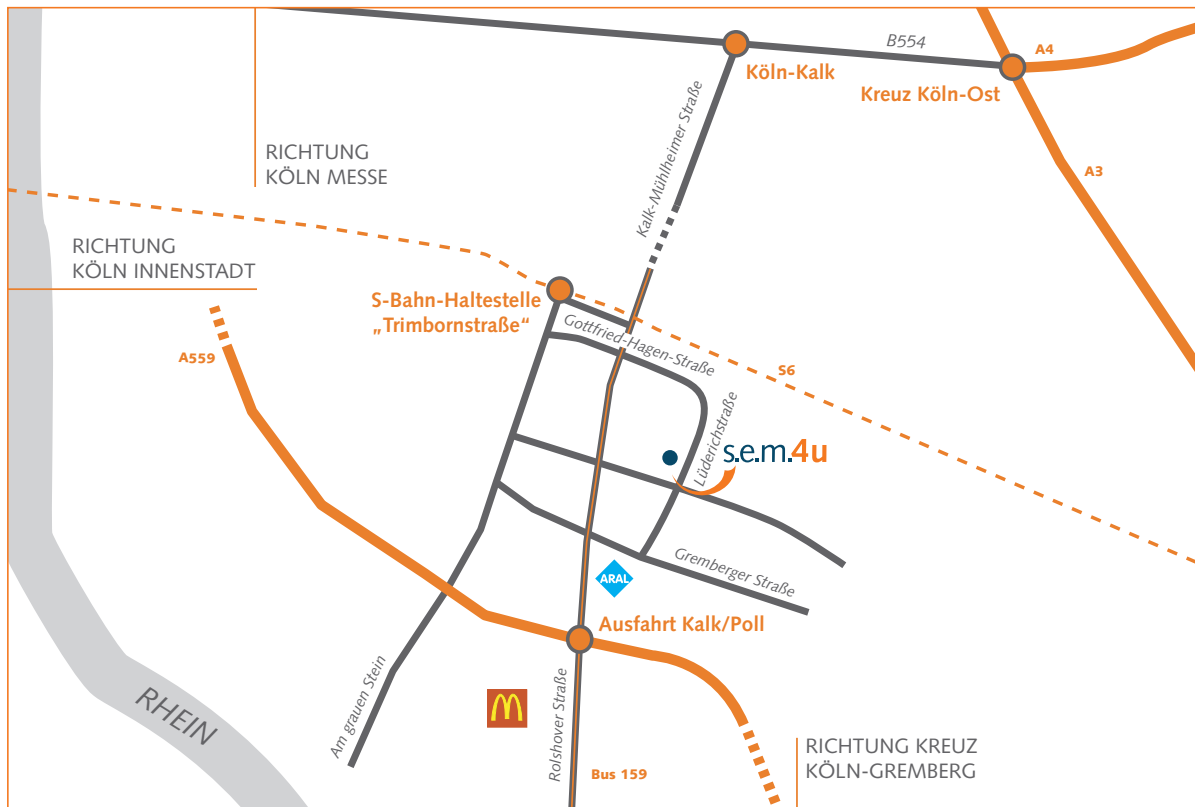 B554
A4
Köln-Kalk
Kreuz Köln-Ost
Kalk-Mühlheimer Straße
RICHTUNG
KÖLN MESSE
A3
RICHTUNG
KÖLN INNENSTADT
S-Bahn-Haltestelle
„Trimbornstraße“
Gottfried-Hagen-Straße
A559
S6
Lüderichstraße
s.e.m.4u
Gremberger Straße
ARAL
Ausfahrt Kalk/Poll
Am grauen Stein
RHEIN
M
Rolshover Straße
Bus 159
RICHTUNG KREUZ
KÖLN-GREMBERG